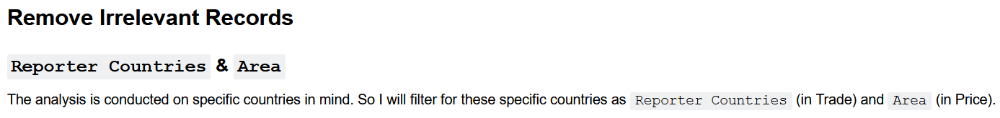 Remove Irrelevant Records
Reporter Countries & Area
The analysis is conducted on specific countries in mind. So I will filter for these specific countries as Reporter Countries (in Trade) and Area (in Price).